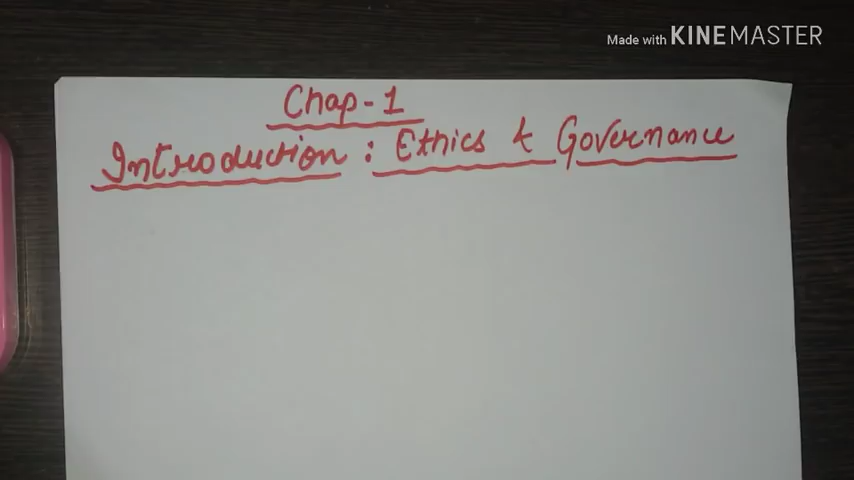 Made with KINEMASTER
Chap-1
Introduction : Ethics & Governance